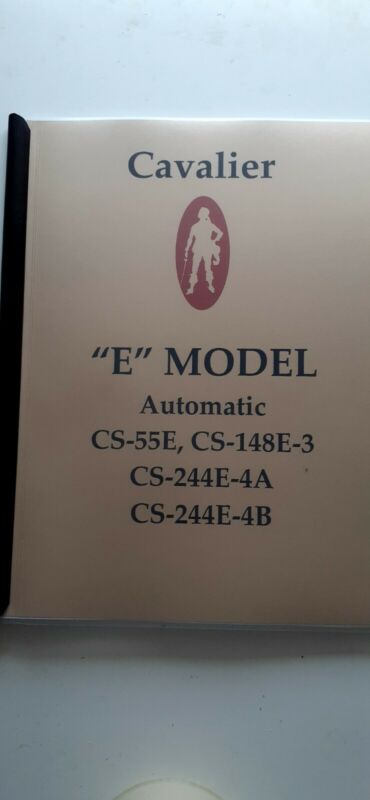 Cavalier
"E" MODEL
Automatic
CS-55E, CS-148E-3
CS-244E-4A
CS-244E-4B